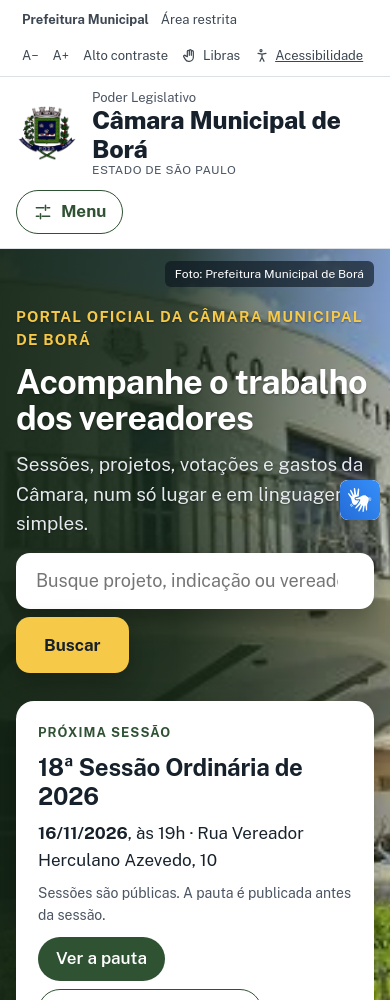 Prefeitura Municipal Área restrita
A− A+ Alto contraste Libras Acessibilidade
Poder Legislativo
Câmara Municipal de
Borá
ESTADO DE SÃO PAULO
Menu
Foto: Prefeitura Municipal de Borá
PORTAL OFICIAL DA CÂMARA MUNICIPAL
DE BORÁ
Acompanhe o trabalho
dos vereadores
Sessões, projetos, votações e gastos da
Câmara, num só lugar e em linguagem
simples.
Busque projeto, indicação ou veread
Buscar
PRÓXIMA SESSÃO
18ª Sessão Ordinária de
2026
16/11/2026, às 19h · Rua Vereador
Herculano Azevedo, 10
Sessões são públicas. A pauta é publicada antes
da sessão.
Ver a pauta